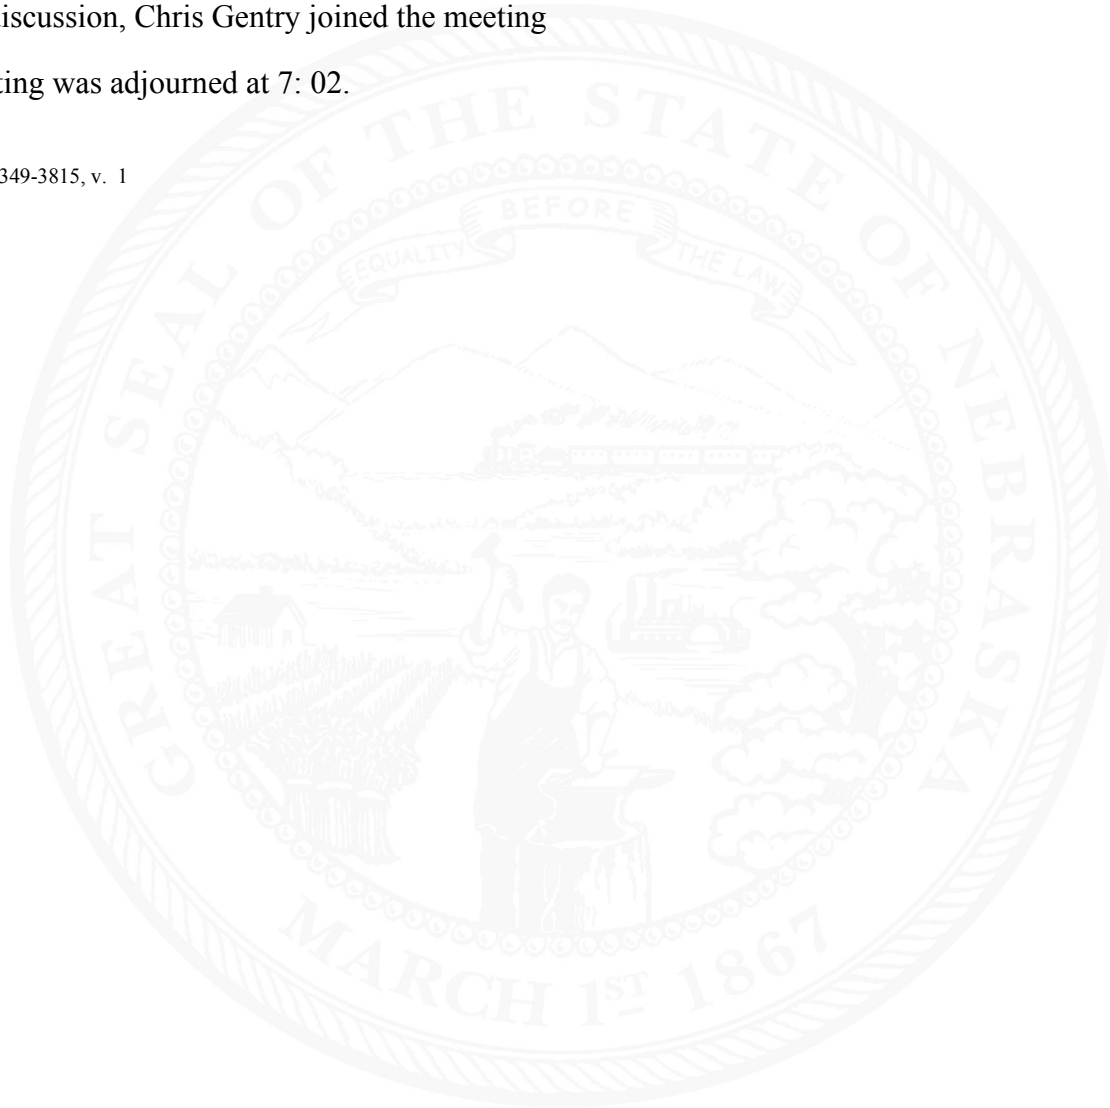 iscussion, Chris Gentry joined the meeting
ting was adjourned at 7: 02.
349-3815, v. 1
GREAT SEAL OF THE STATE OF NEBRASKA
EQUALITY BEFORE THE LAW
MARCH 1ST 1867